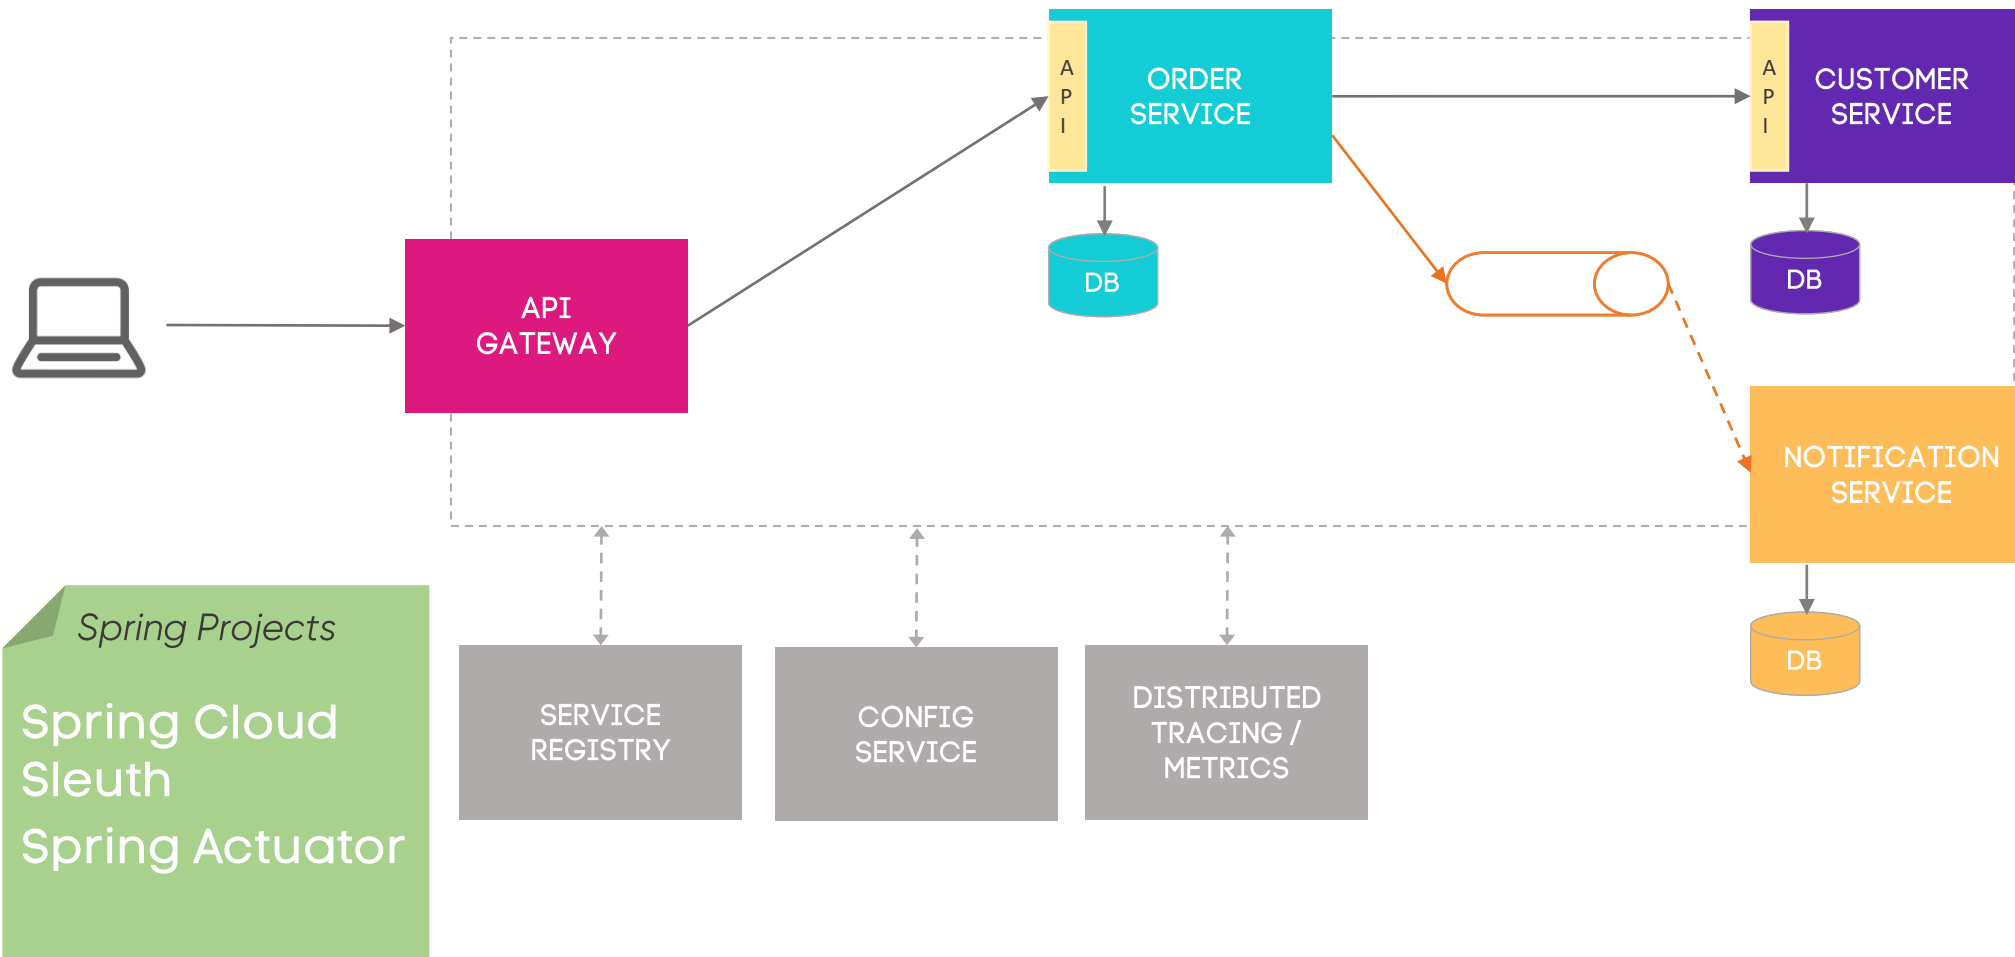 A
P
I
ORDER
SERVICE
A
P
I
CUSTOMER
SERVICE
DB
DB
API
GATEWAY
NOTIFICATION
SERVICE
DB
Spring Projects
Spring Cloud
Sleuth
Spring Actuator
SERVICE
REGISTRY
CONFIG
SERVICE
DISTRIBUTED
TRACING /
METRICS